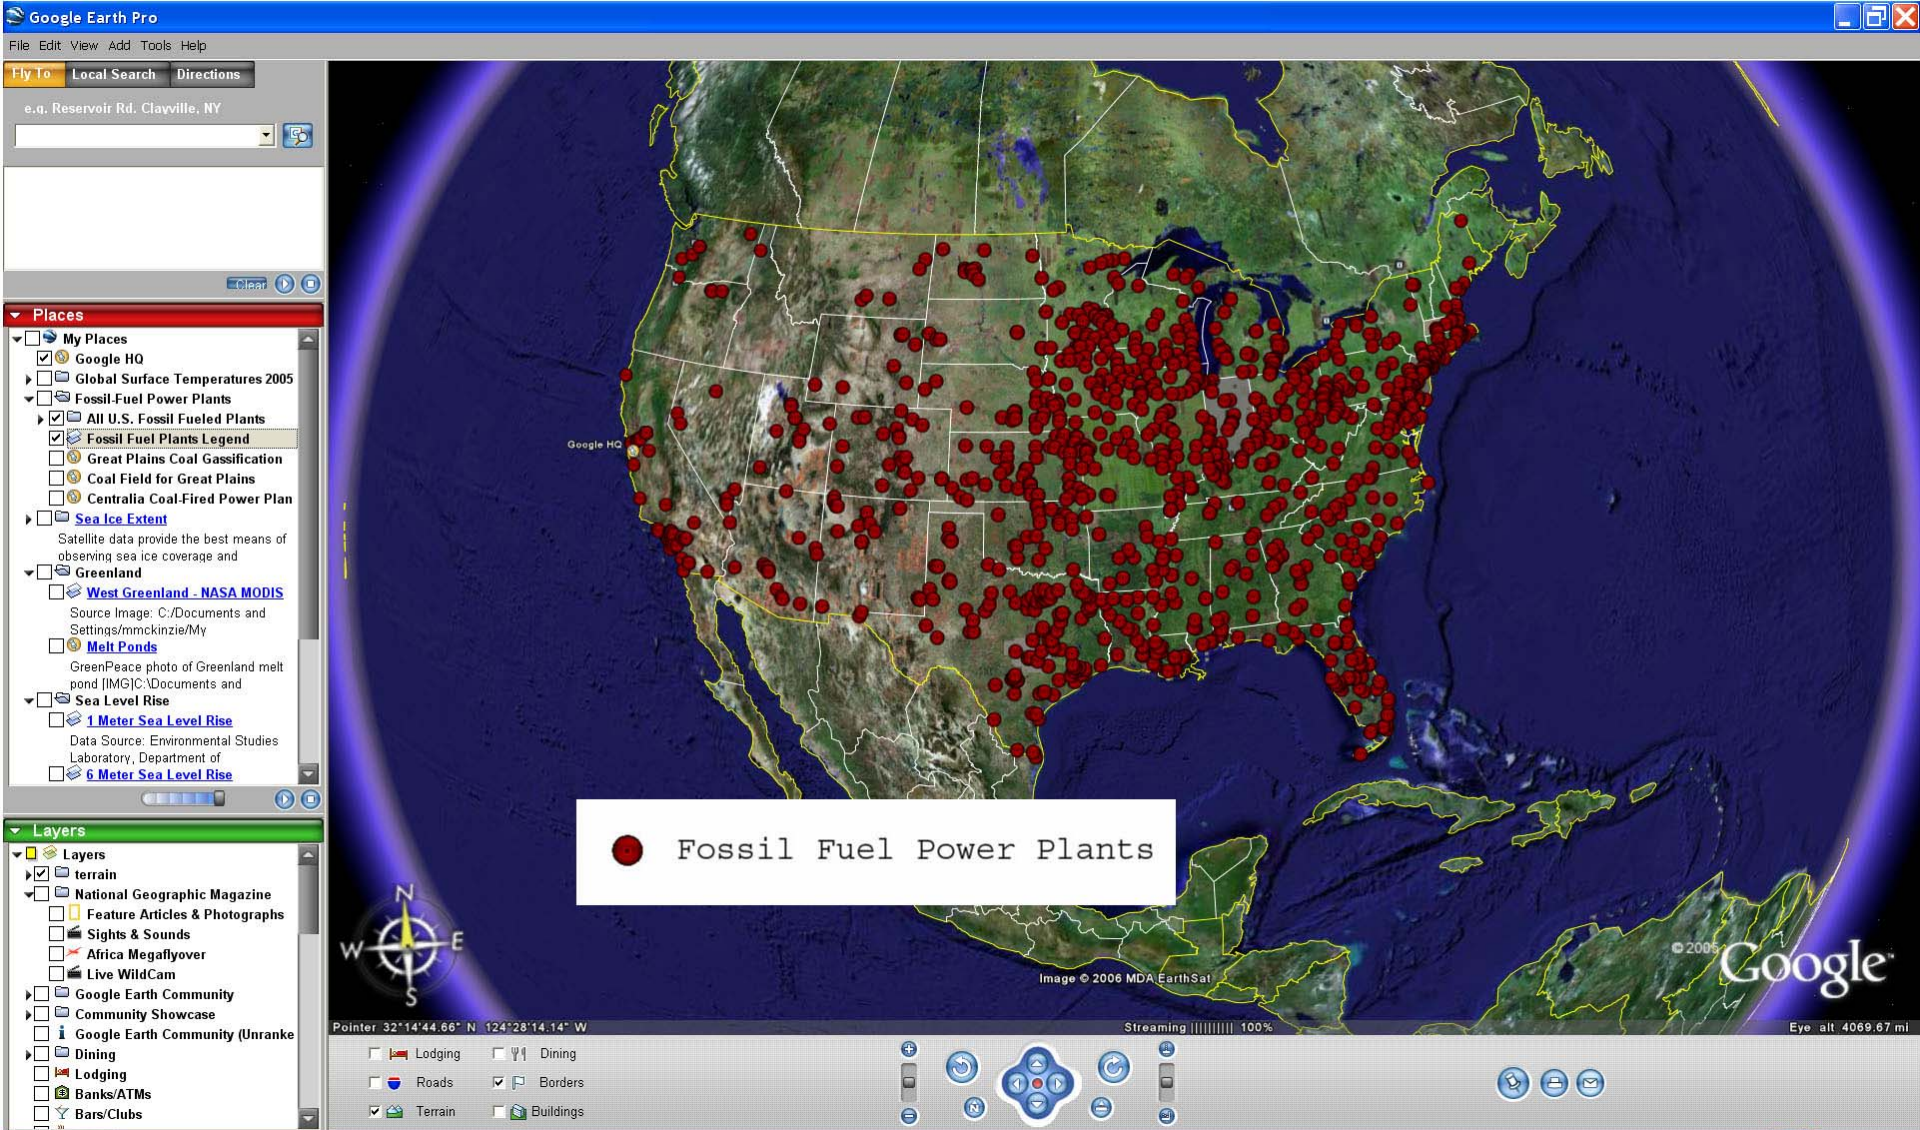 Google Earth Pro
File Edit View Add Tools Help
Fly To Local Search Directions
e.g. Reservoir Rd. Clayville, NY
Clear
Places
My Places
Google HQ
Global Surface Temperatures 2005
Fossil-Fuel Power Plants
All U.S. Fossil Fueled Plants
Fossil Fuel Plants Legend
Great Plains Coal Gassification
Coal Field for Great Plains
Centralia Coal-Fired Power Plan
Sea Ice Extent
Satellite data provide the best means of
observing sea ice coverage and
Greenland
West Greenland - NASA MODIS
Source Image: C:/Documents and
Settings/mmckinzie/My
Melt Ponds
GreenPeace photo of Greenland melt
pond [IMG]C:\Documents and
Sea Level Rise
1 Meter Sea Level Rise
Data Source: Environmental Studies
Laboratory, Department of
6 Meter Sea Level Rise
Layers
Layers
terrain
National Geographic Magazine
Feature Articles & Photographs
Sights & Sounds
Africa Megaflyover
Live WildCam
Google Earth Community
Community Showcase
Google Earth Community (Unranke
Dining
Lodging
Banks/ATMs
Bars/Clubs
Google HQ
Fossil Fuel Power Plants
N
W E
S
Image © 2006 MDA EarthSat
© 2005 Google™
Pointer 32°14'44.66" N 124°28'14.14" W Streaming |||||||||| 100% Eye alt 4069.67 mi
Lodging Dining
Roads Borders
Terrain Buildings
N